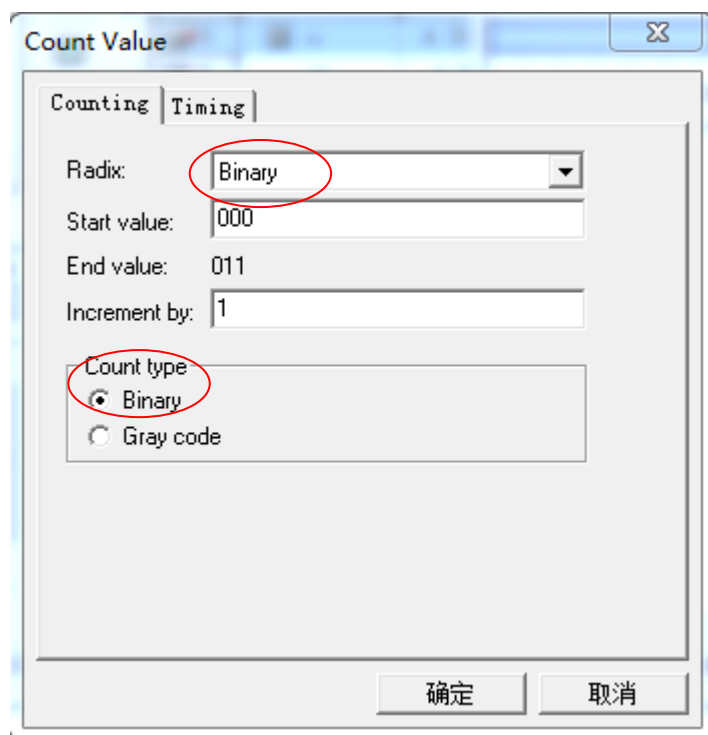 Count Value
Counting Timing
Radix: Binary
Start value: 000
End value: 011
Increment by: 1
Count type
Binary
Gray code
确定 取消